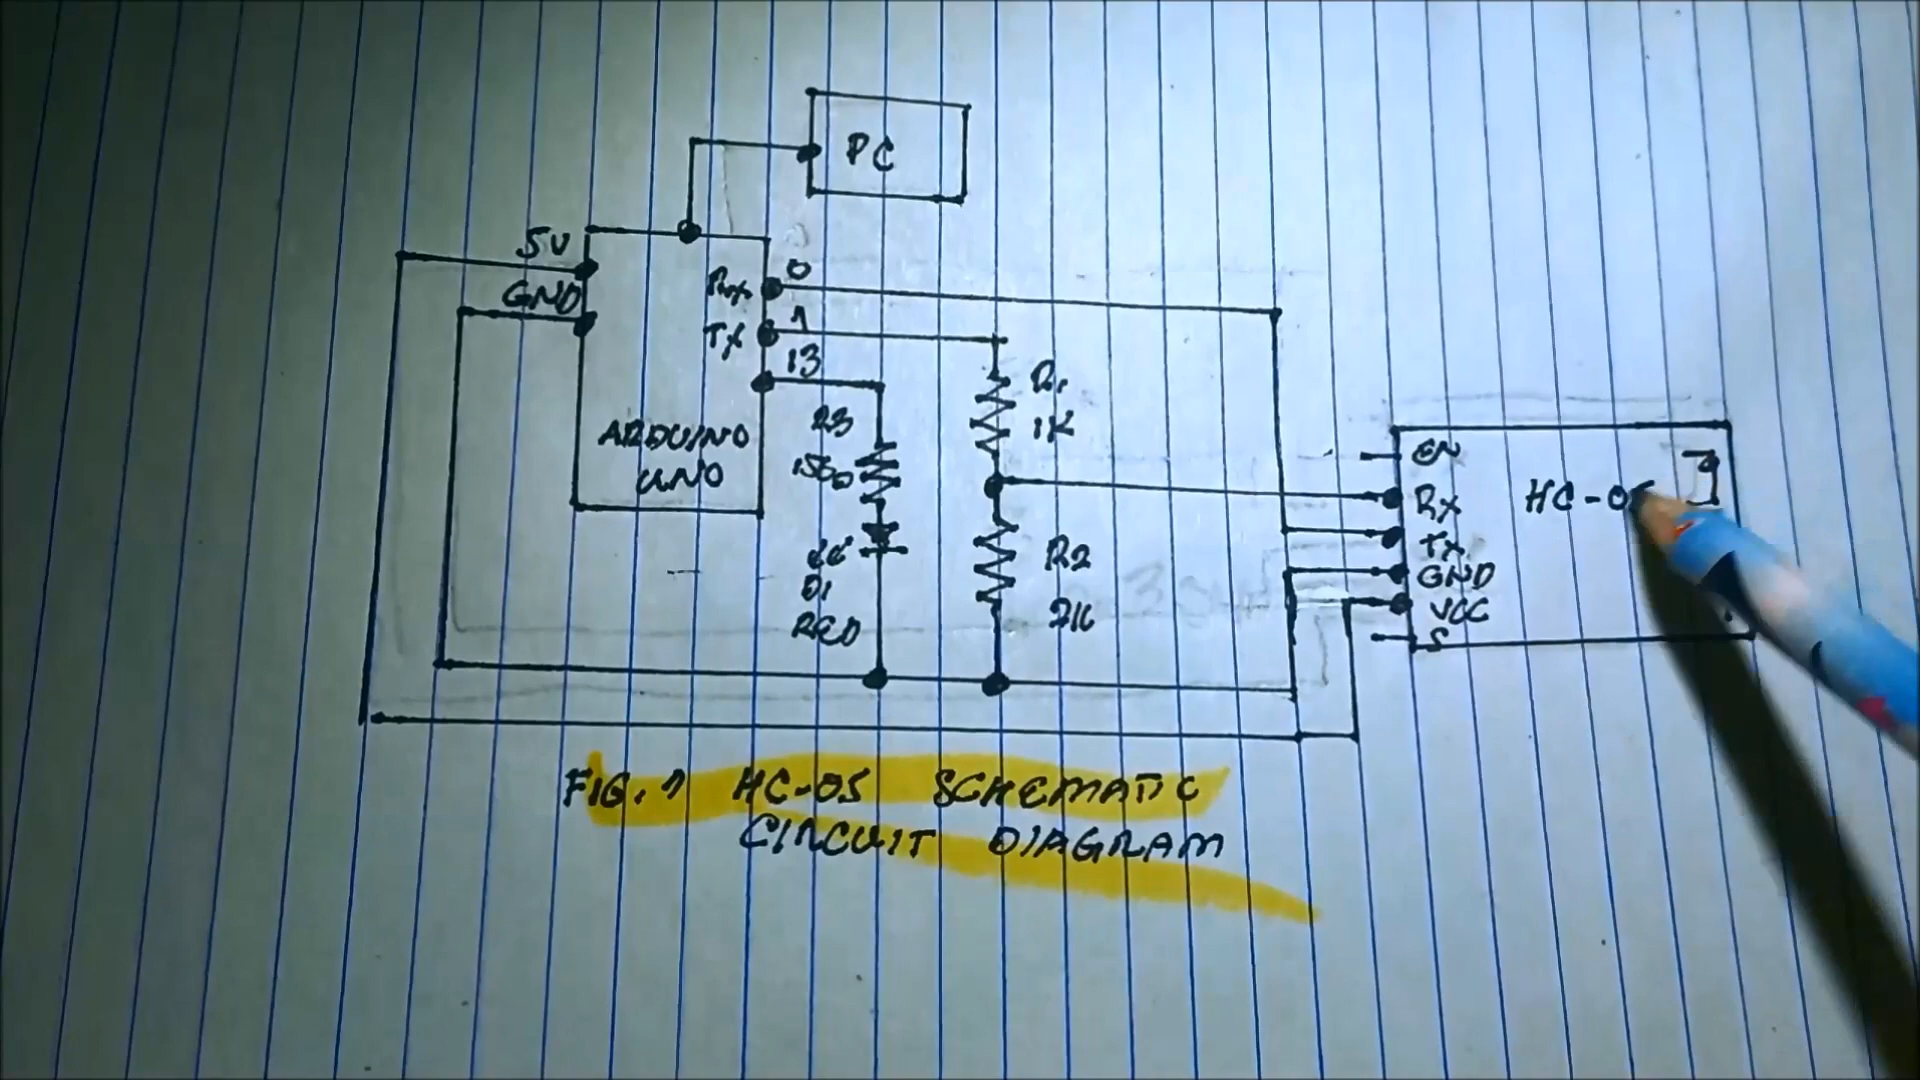 PC
5V
GND
Rx 0
Tx 1
13
ARDUINO
UNO
R3
150Ω
D1
RED
R1
1K
R2
2K
EN
Rx
Tx
GND
VCC
S
HC-05
FIG. 1 HC-05 SCHEMATIC
CIRCUIT DIAGRAM